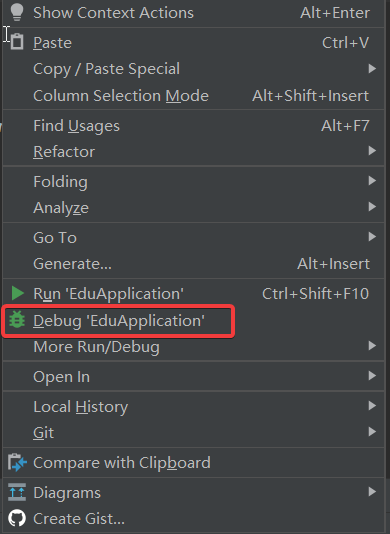 Show Context Actions Alt+Enter
Paste Ctrl+V
Copy / Paste Special
Column Selection Mode Alt+Shift+Insert
Find Usages Alt+F7
Refactor
Folding
Analyze
Go To
Generate... Alt+Insert
Run 'EduApplication' Ctrl+Shift+F10
Debug 'EduApplication'
More Run/Debug
Open In
Local History
Git
Compare with Clipboard
Diagrams
Create Gist...